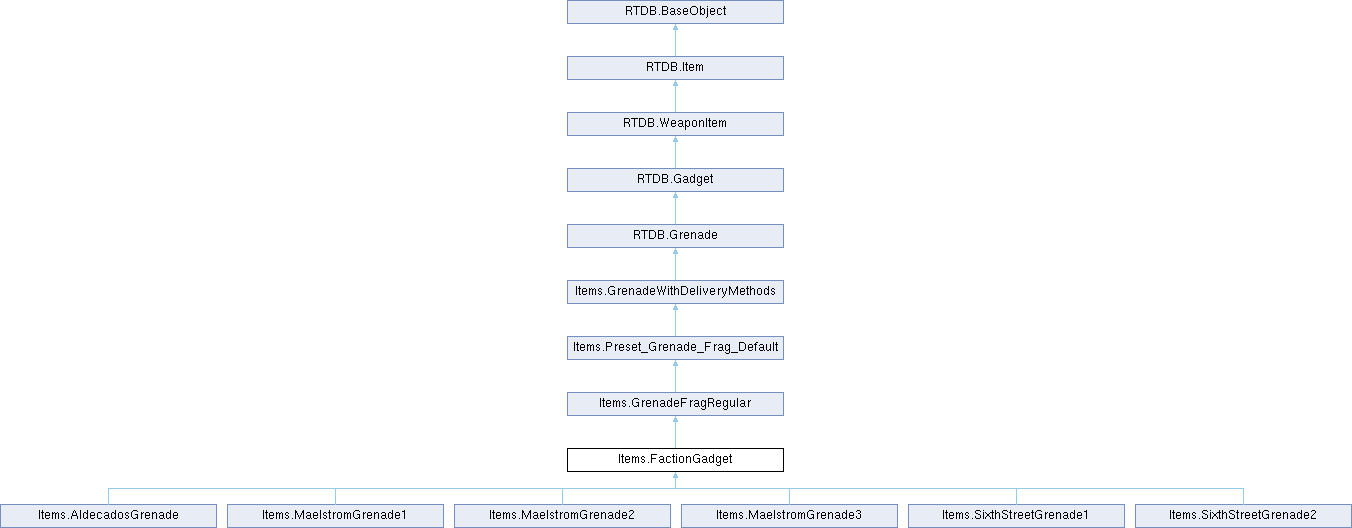 RTDB.BaseObject
RTDB.Item
RTDB.WeaponItem
RTDB.Gadget
RTDB.Grenade
Items.GrenadeWithDeliveryMethods
Items.Preset_Grenade_Frag_Default
Items.GrenadeFragRegular
Items.FactionGadget
Items.AldecadosGrenade
Items.MaelstromGrenade1
Items.MaelstromGrenade2
Items.MaelstromGrenade3
Items.SixthStreetGrenade1
Items.SixthStreetGrenade2